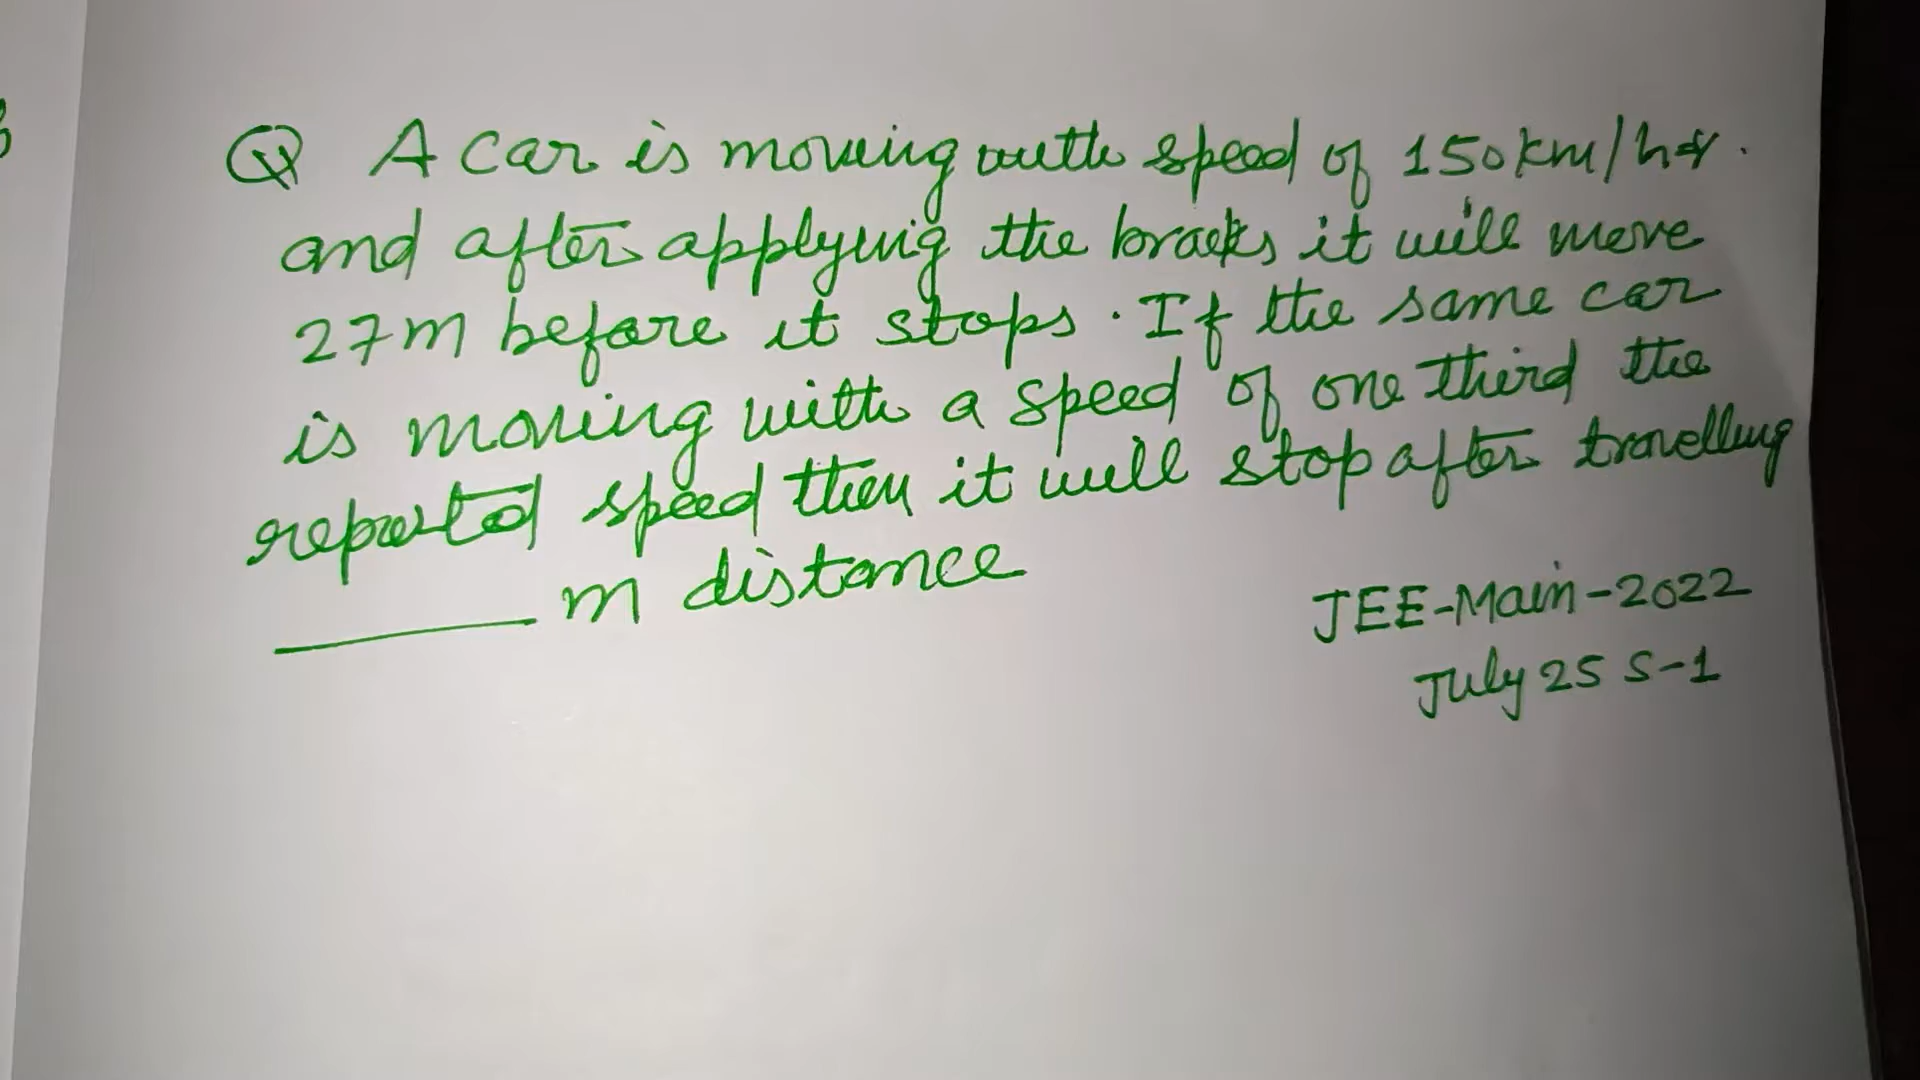 Q A car is moving with speed of 150km/hr.
and after applying the bracks it will move
27m before it stops. If the same car
is moving with a speed of one third the
reported speed then it will stop after travelling
______ m distance
JEE-Main-2022
July 25 S-1